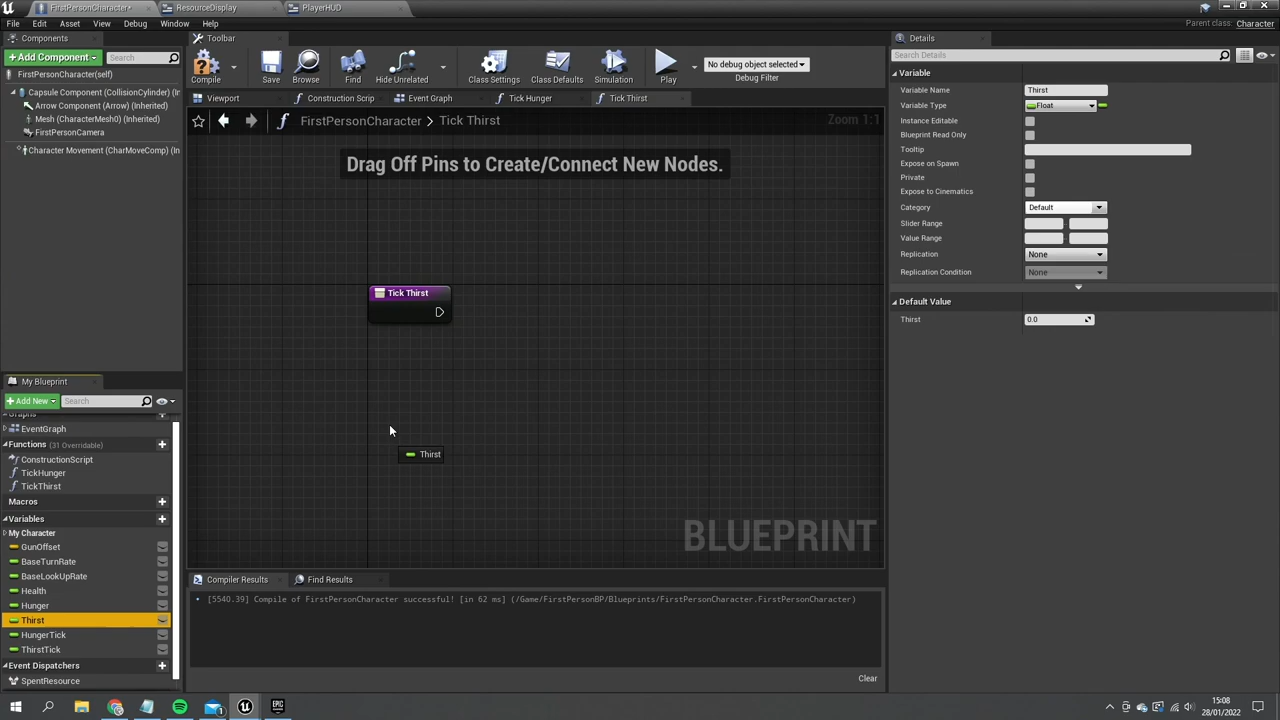 FirstPersonCharacter*
ResourceDisplay
PlayerHUD
File Edit Asset View Debug Window Help
Parent class: Character
Components
Add Component
Search
FirstPersonCharacter(self)
Capsule Component (CollisionCylinder) (In
Arrow Component (Arrow) (Inherited)
Mesh (CharacterMesh0) (Inherited)
FirstPersonCamera
Character Movement (CharMoveComp) (In
Toolbar
Compile
Save
Browse
Find
Hide Unrelated
Class Settings
Class Defaults
Simulation
Play
No debug object selected
Debug Filter
Viewport
Construction Scrip
Event Graph
Tick Hunger
Tick Thirst
FirstPersonCharacter
Tick Thirst
Zoom 1:1
Drag Off Pins to Create/Connect New Nodes.
Tick Thirst
Thirst
BLUEPRINT
My Blueprint
Add New
Search
Graphs
EventGraph
Functions (31 Overridable)
ConstructionScript
TickHunger
TickThirst
Macros
Variables
My Character
GunOffset
BaseTurnRate
BaseLookUpRate
Health
Hunger
Thirst
HungerTick
ThirstTick
Event Dispatchers
SpentResource
Compiler Results
Find Results
[5540.39] Compile of FirstPersonCharacter successful! [in 62 ms] (/Game/FirstPersonBP/Blueprints/FirstPersonCharacter.FirstPersonCharacter)
Clear
Details
Search Details
Variable
Variable Name Thirst
Variable Type Float
Instance Editable
Blueprint Read Only
Tooltip
Expose on Spawn
Private
Expose to Cinematics
Category Default
Slider Range
Value Range
Replication None
Replication Condition None
Default Value
Thirst 0.0
EPIC
15:08
28/01/2022